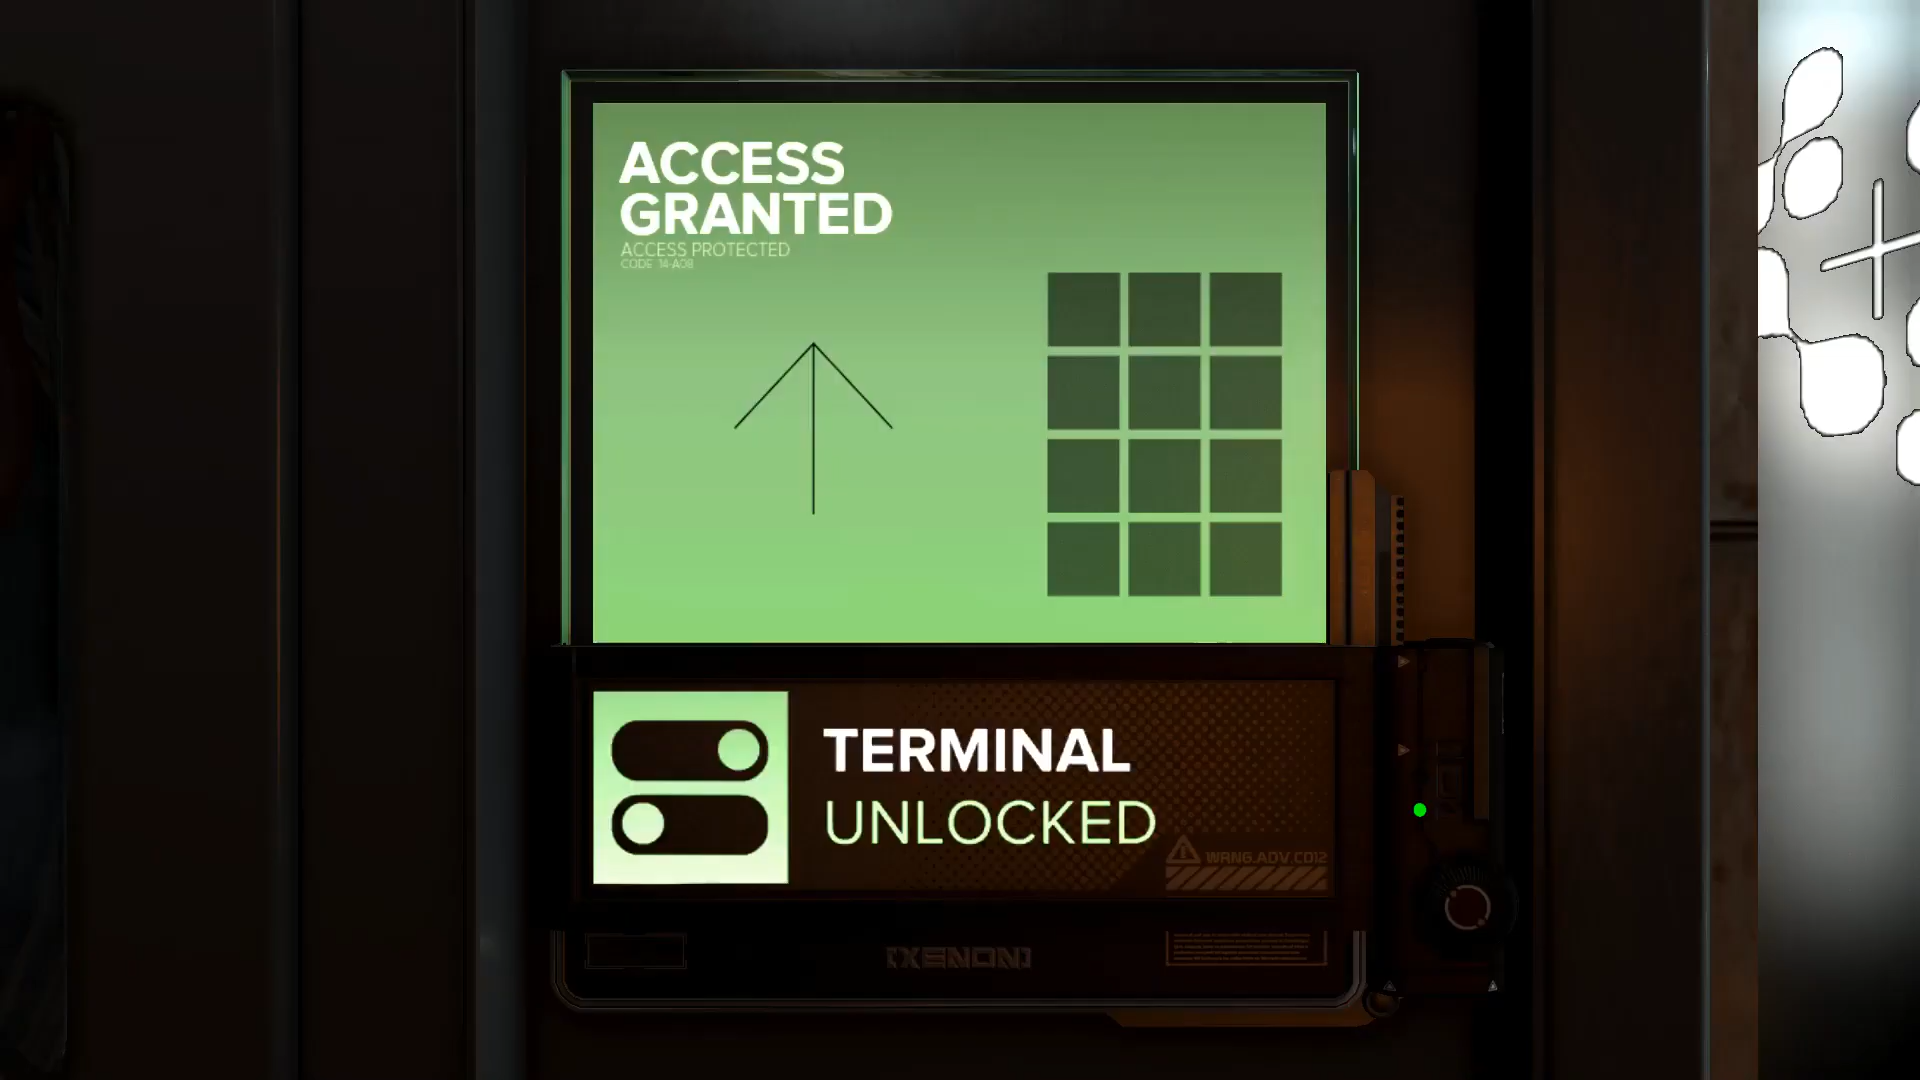 ACCESS
GRANTED
ACCESS PROTECTED
CODE 14-A08
TERMINAL
UNLOCKED
WRNG.ADV.CD12
[XENON]